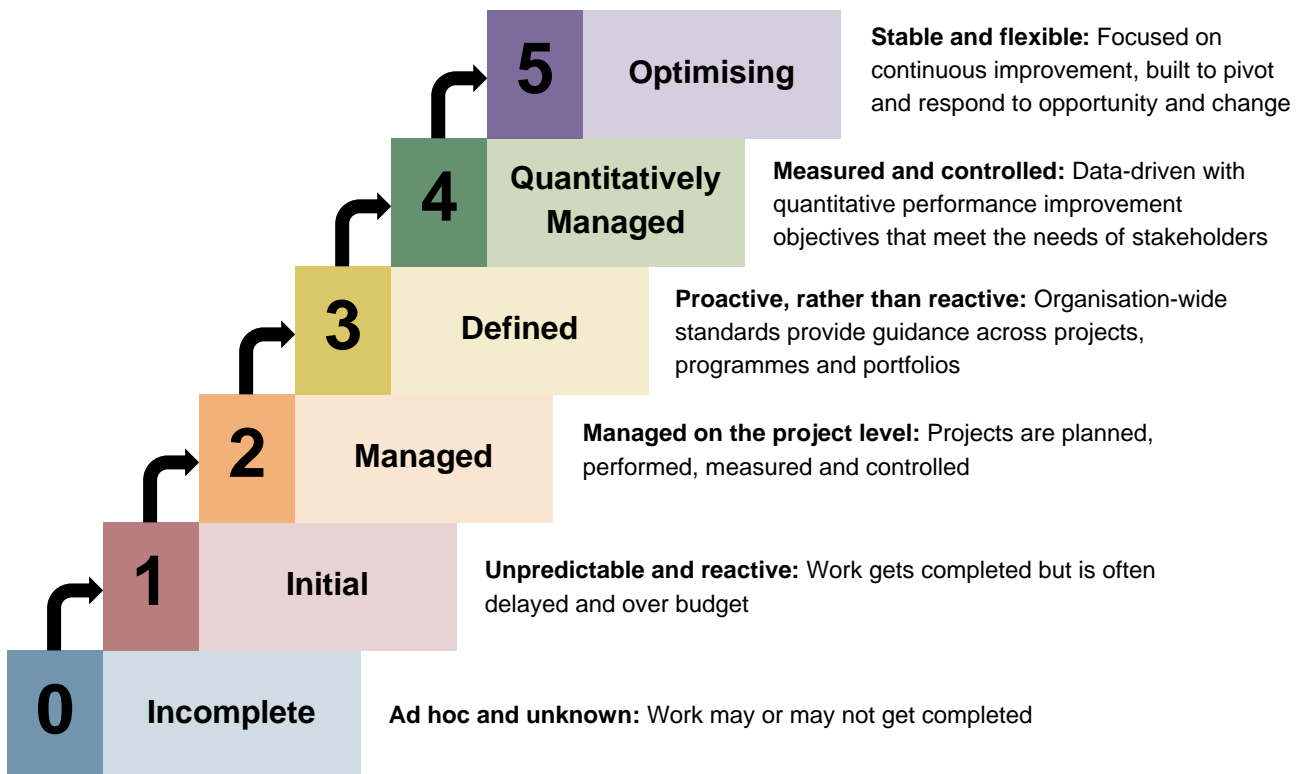 5
Optimising
Stable and flexible: Focused on
continuous improvement, built to pivot
and respond to opportunity and change
4
Quantitatively
Managed
Measured and controlled: Data-driven with
quantitative performance improvement
objectives that meet the needs of stakeholders
3
Defined
Proactive, rather than reactive: Organisation-wide
standards provide guidance across projects,
programmes and portfolios
2
Managed
Managed on the project level: Projects are planned,
performed, measured and controlled
1
Initial
Unpredictable and reactive: Work gets completed but is often
delayed and over budget
0
Incomplete
Ad hoc and unknown: Work may or may not get completed